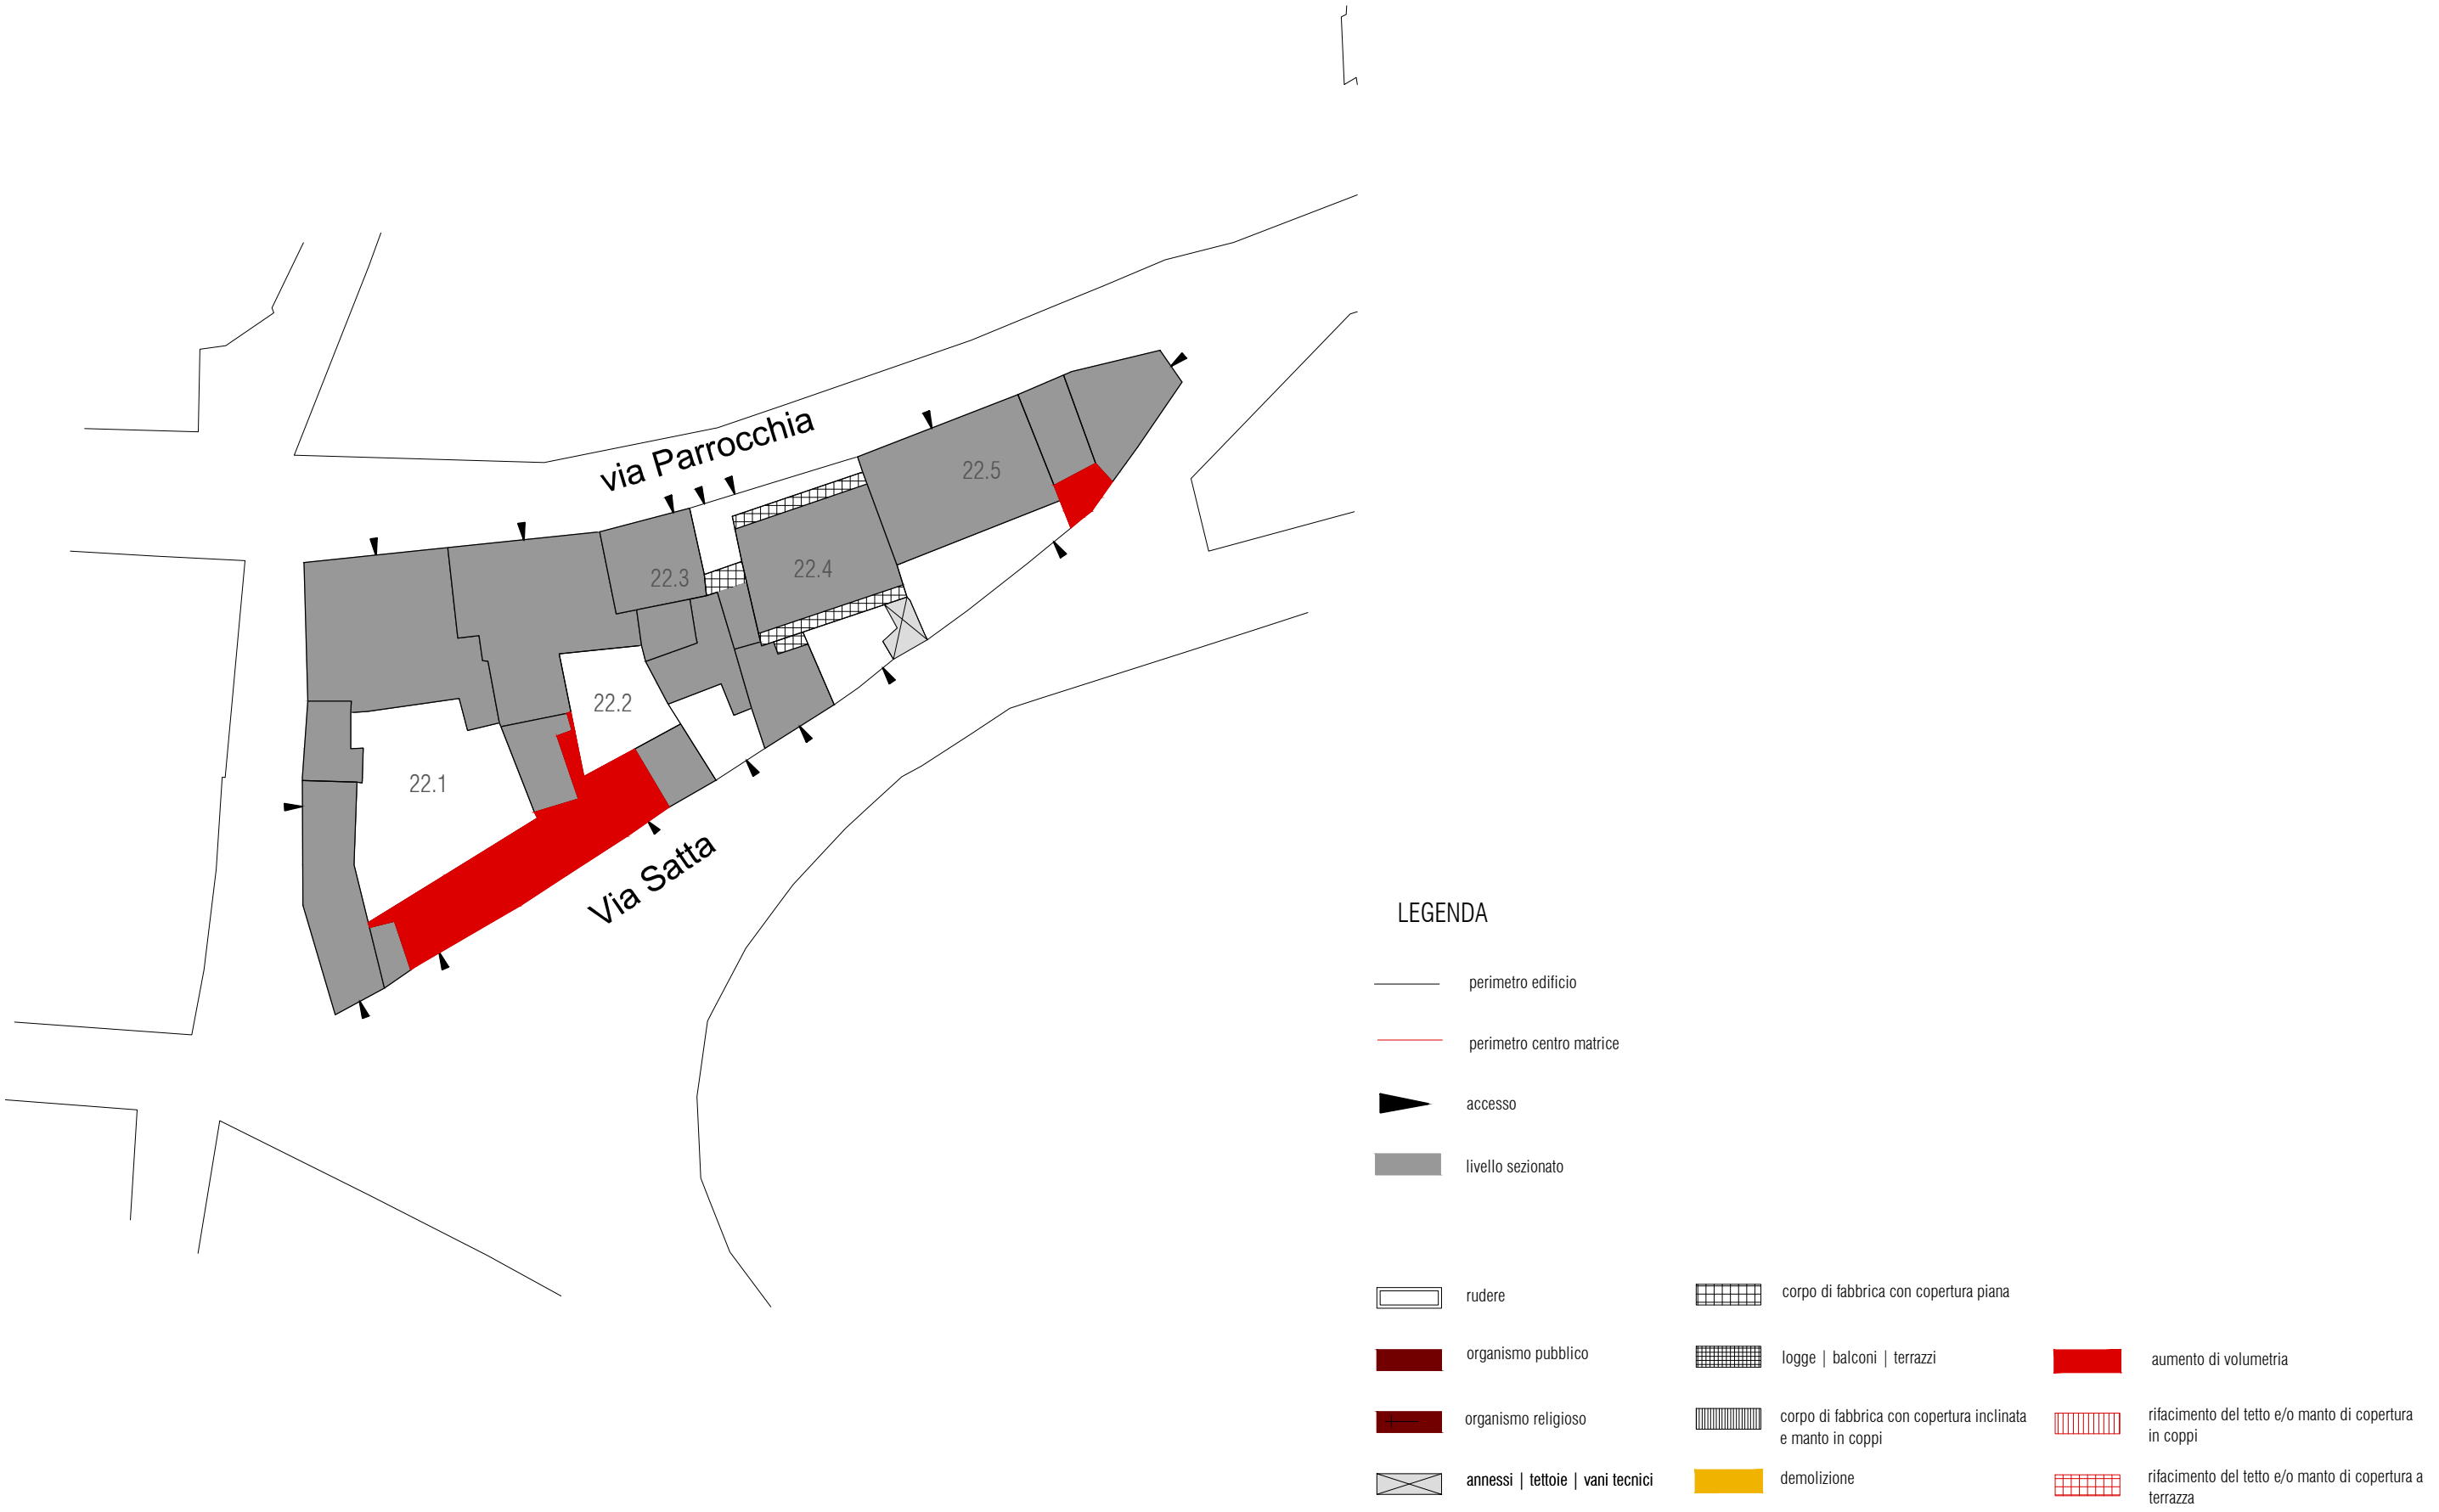 via Parrocchia
22.5
22.4
22.3
22.2
22.1
Via Satta
LEGENDA
perimetro edificio
perimetro centro matrice
accesso
livello sezionato
rudere
organismo pubblico
organismo religioso
annessi | tettoie | vani tecnici
corpo di fabbrica con copertura piana
logge | balconi | terrazzi
corpo di fabbrica con copertura inclinata
e manto in coppi
demolizione
aumento di volumetria
rifacimento del tetto e/o manto di copertura
in coppi
rifacimento del tetto e/o manto di copertura a
terrazza